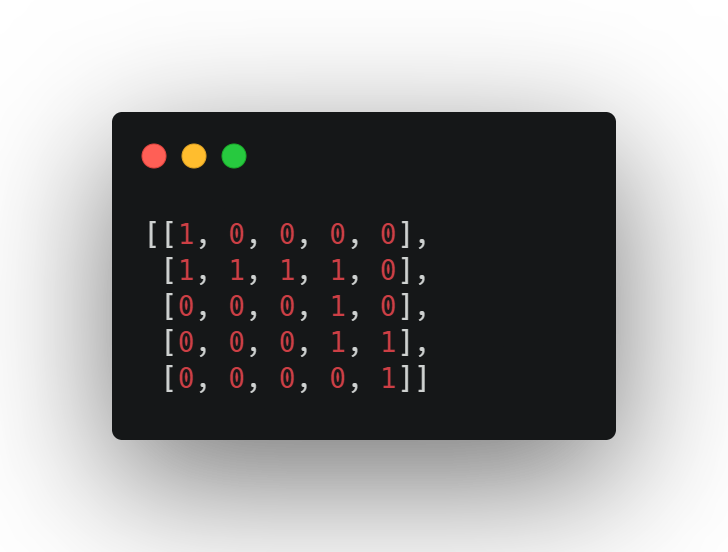 [[1, 0, 0, 0, 0],
 [1, 1, 1, 1, 0],
 [0, 0, 0, 1, 0],
 [0, 0, 0, 1, 1],
 [0, 0, 0, 0, 1]]